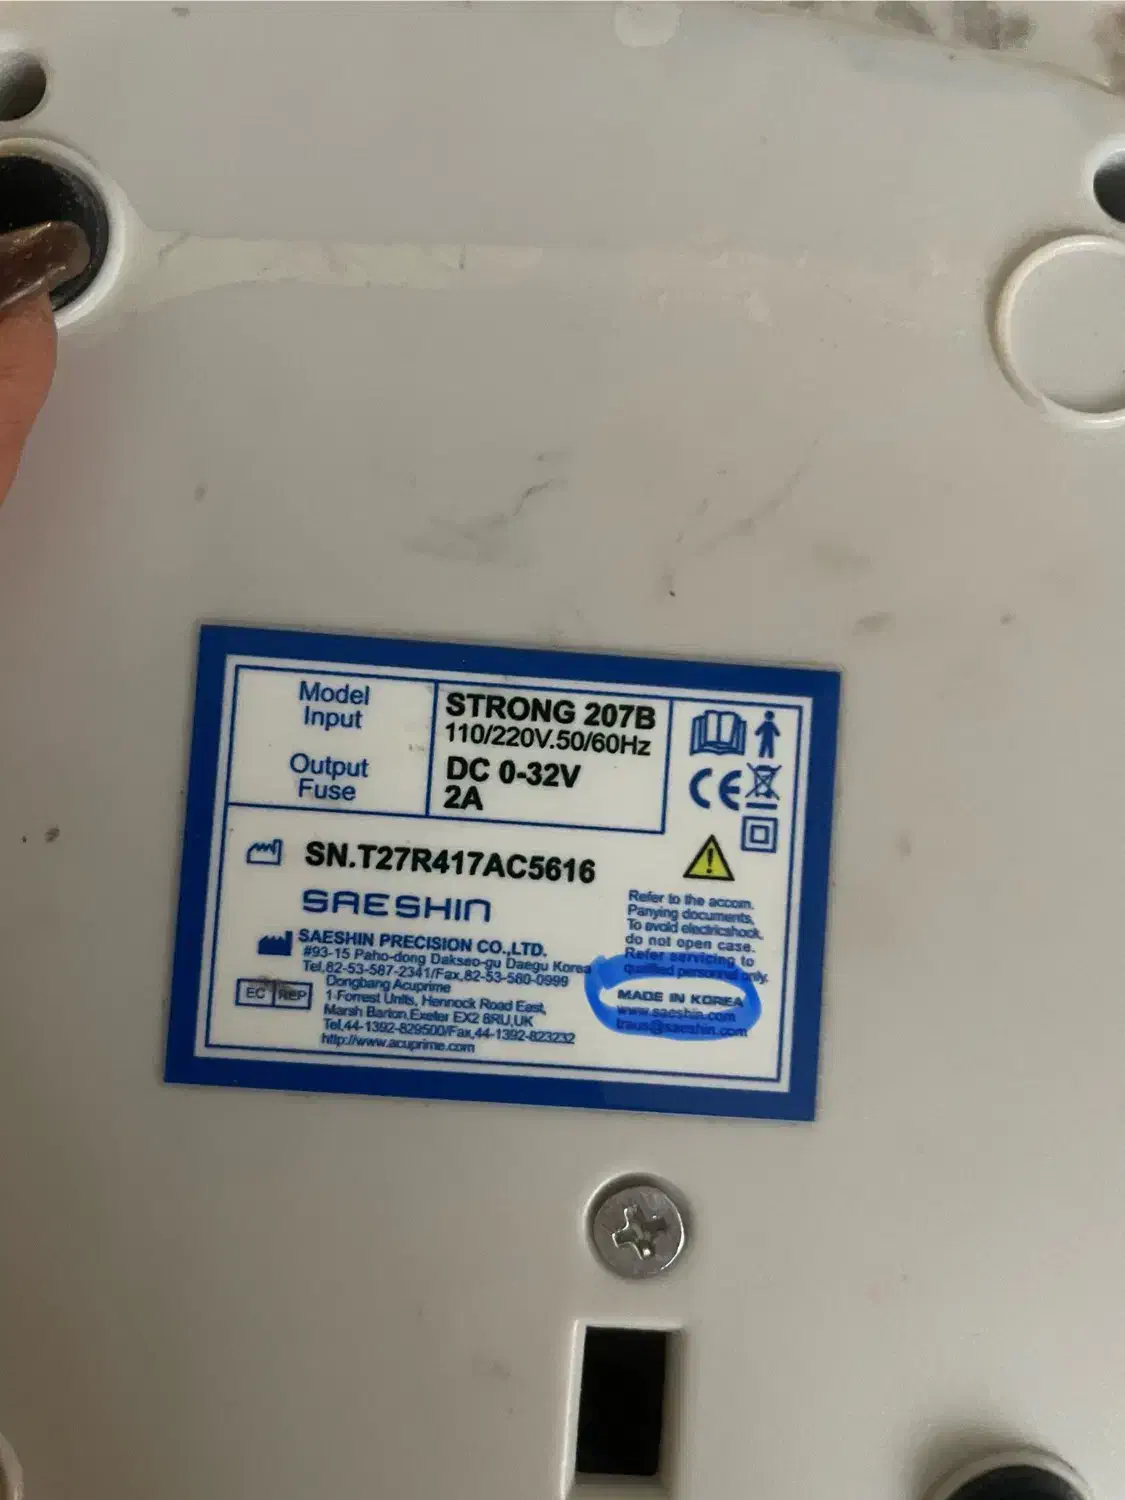 Model
Input
Output
Fuse
STRONG 207B
110/220V.50/60Hz
DC 0-32V
2A
CE
SN.T27R417AC5616
SAESHIN
SAESHIN PRECISION CO.,LTD.
#93-15 Paho-dong Dakseo-gu Daegu Korea
Tel,82-53-587-2341/Fax,82-53-560-0999
EC REP
Dongbang Acuprime
1 Forrest Units, Hennock Road East,
Marsh Barton,Exeter EX2 8RU,UK
Tel,44-1392-829500/Fax,44-1392-823232
http://www.acuprime.com
Refer to the accom.
Panying documents,
To avoid electricshock,
do not open case.
Refer servicing to
qualified personnel only.
MADE IN KOREA
www.saeshin.com
traus@saeshin.com